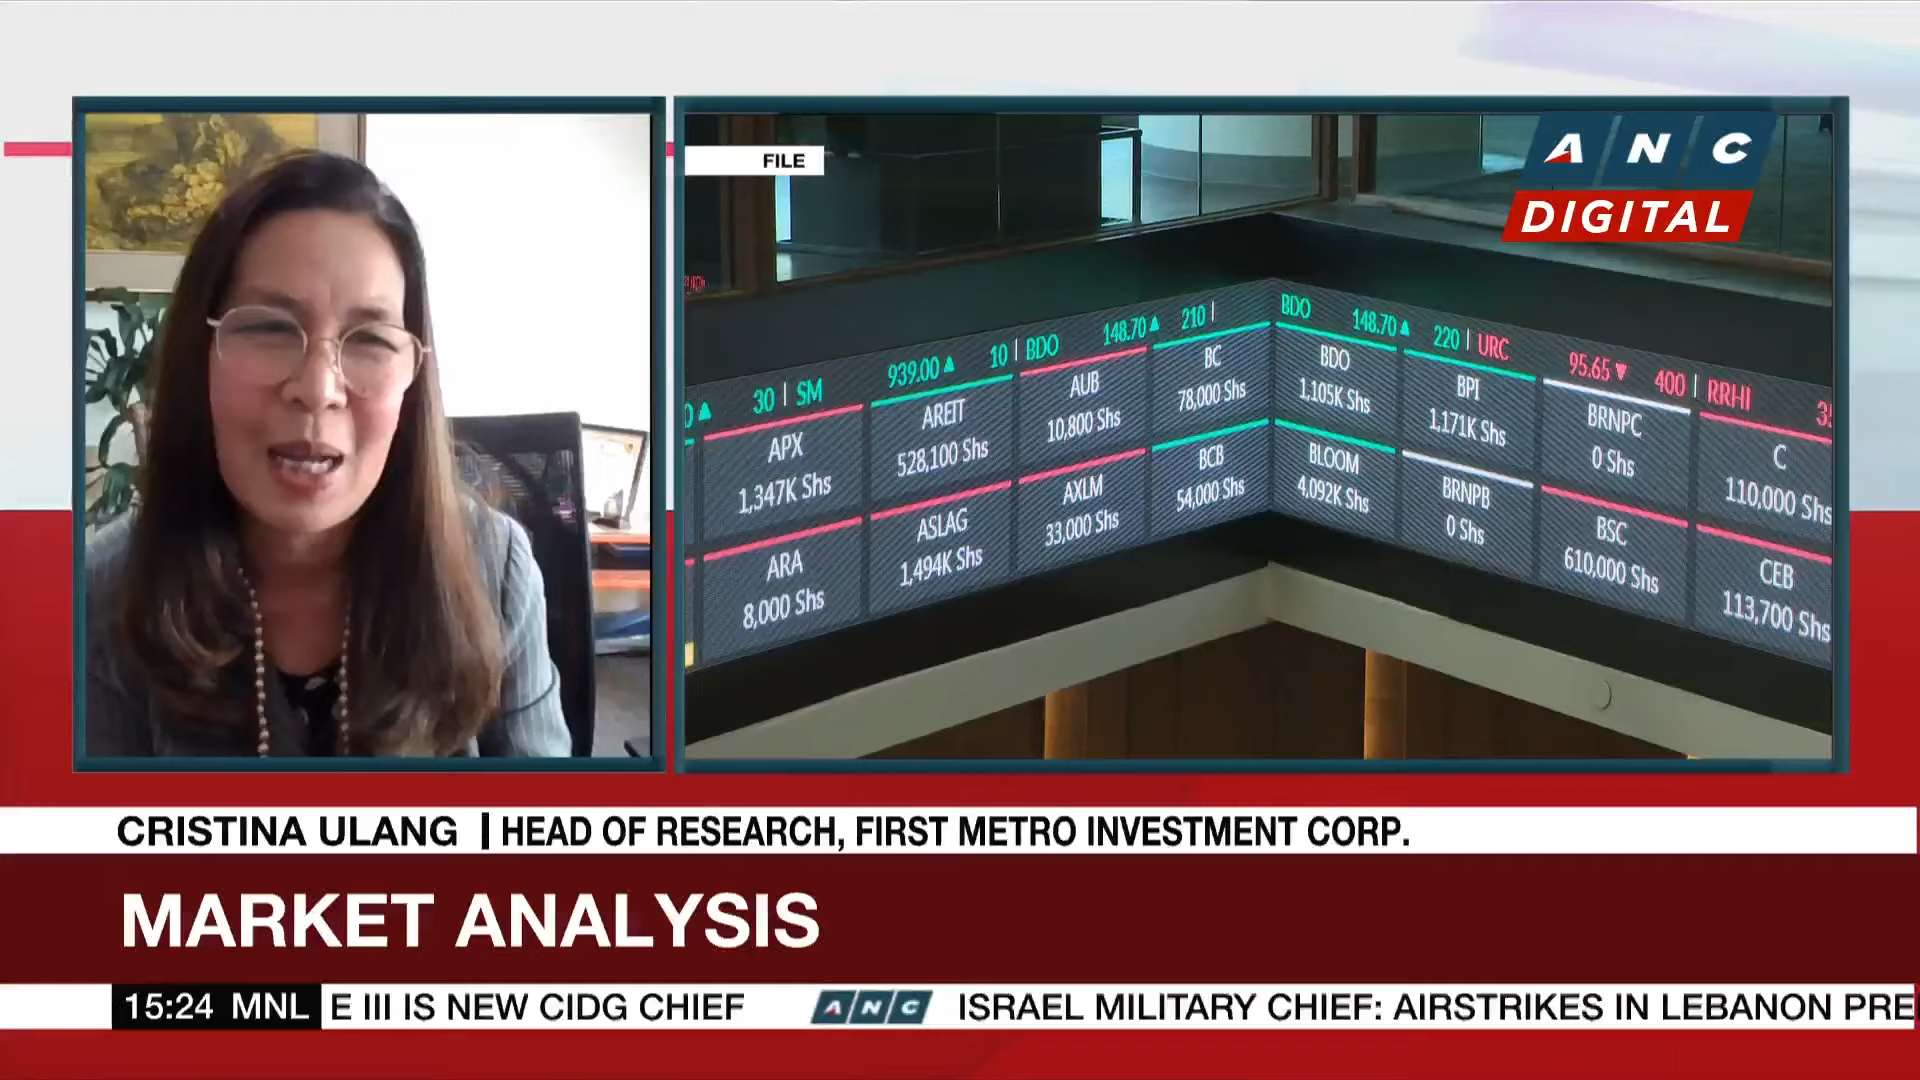 FILE
ANC
DIGITAL
30 | SM 939.00 ▲ 10 | BDO 148.70 ▲ 210 |
BDO 148.70 ▲ 220 | URC 95.65 ▼ 400 | RRHI
APX
1,347K Shs
AREIT
528,100 Shs
AUB
10,800 Shs
BC
78,000 Shs
BDO
1,105K Shs
BPI
1,171K Shs
BRNPC
0 Shs
C
110,000 Shs
ARA
8,000 Shs
ASLAG
1,494K Shs
AXLM
33,000 Shs
BCB
54,000 Shs
BLOOM
4,092K Shs
BRNPB
0 Shs
BSC
610,000 Shs
CEB
113,700 Shs
CRISTINA ULANG | HEAD OF RESEARCH, FIRST METRO INVESTMENT CORP.
MARKET ANALYSIS
15:24 MNL E III IS NEW CIDG CHIEF ANC ISRAEL MILITARY CHIEF: AIRSTRIKES IN LEBANON PRE